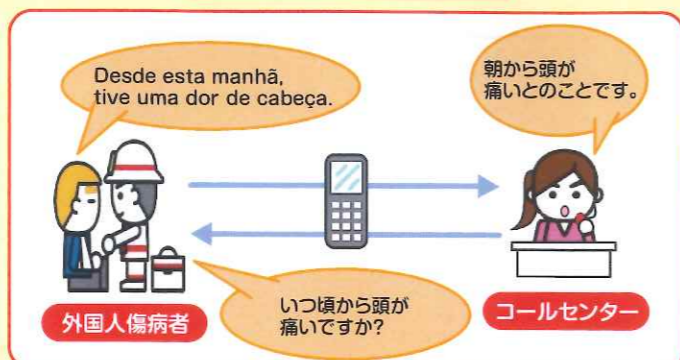 Desde esta manhã,
tive uma dor de cabeça.
朝から頭が
痛いとのことです。
いつ頃から頭が
痛いですか?
外国人傷病者
コールセンター